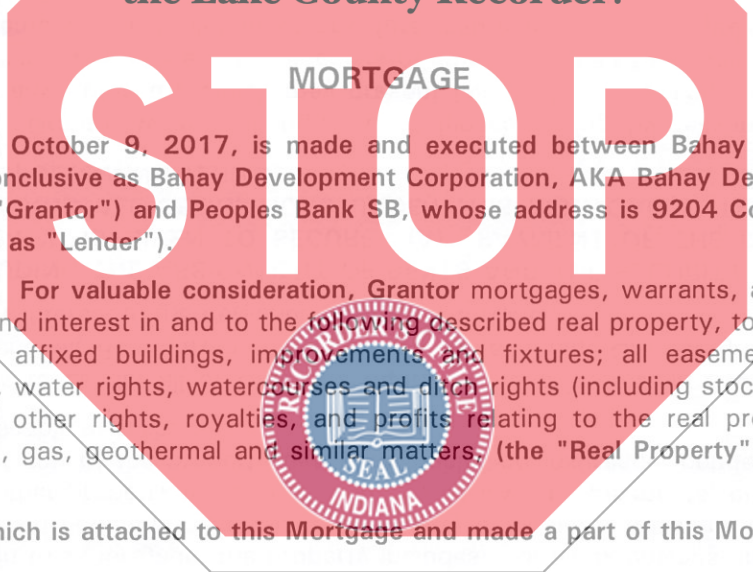 the Lake County Recorder!
STOP
MORTGAGE
October 9, 2017, is made and executed between Bahay
onclusive as Bahay Development Corporation, AKA Bahay De
"Grantor") and Peoples Bank SB, whose address is 9204 Co
as "Lender").
For valuable consideration, Grantor mortgages, warrants, a
nd interest in and to the following described real property, to
affixed buildings, improvements and fixtures; all easeme
, water rights, watercourses and ditch rights (including stoc
other rights, royalties, and profits relating to the real pro
, gas, geothermal and similar matters, (the "Real Property"
RECORDER'S OFFICE
SEAL
INDIANA
hich is attached to this Mortgage and made a part of this Mo